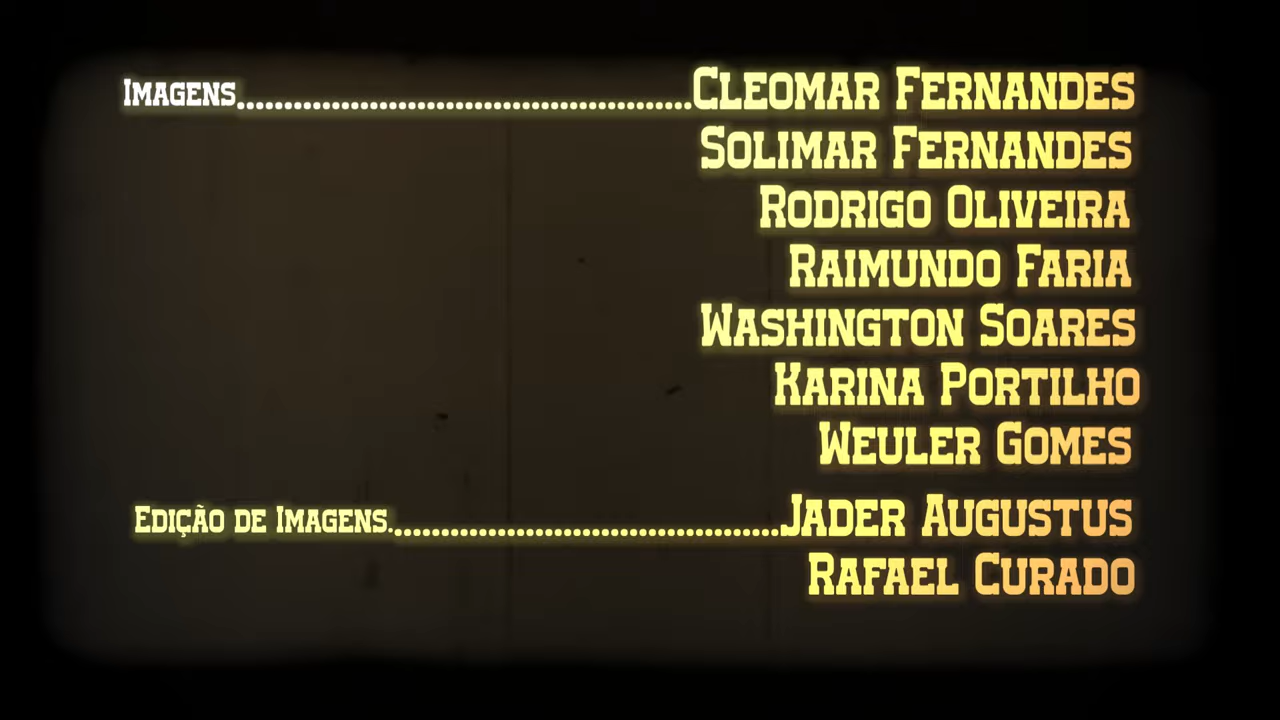 Imagens................................................Cleomar Fernandes
Solimar Fernandes
Rodrigo Oliveira
Raimundo Faria
Washington Soares
Karina Portilho
Weuler Gomes
Edição de Imagens..........................................Jader Augustus
Rafael Curado